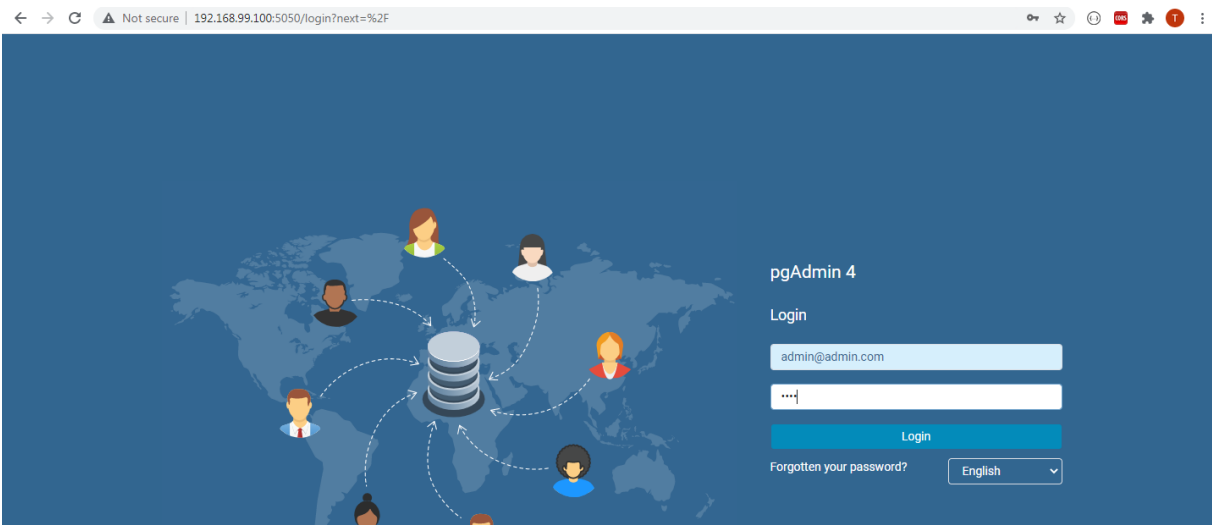 Not secure | 192.168.99.100:5050/login?next=%2F
CORS
T
pgAdmin 4
Login
admin@admin.com
••••
Login
Forgotten your password?
English